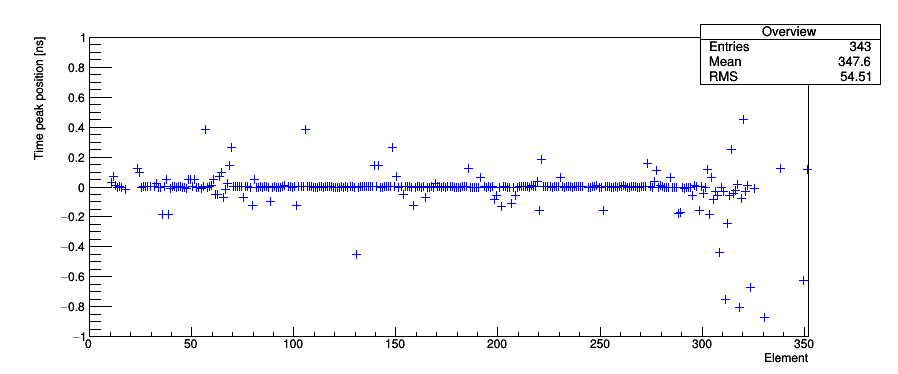 Overview
Entries 343
Mean 347.6
RMS 54.51
Time peak position [ns]
1
0.8
0.6
0.4
0.2
0
−0.2
−0.4
−0.6
−0.8
−1
0 50 100 150 200 250 300 350
Element